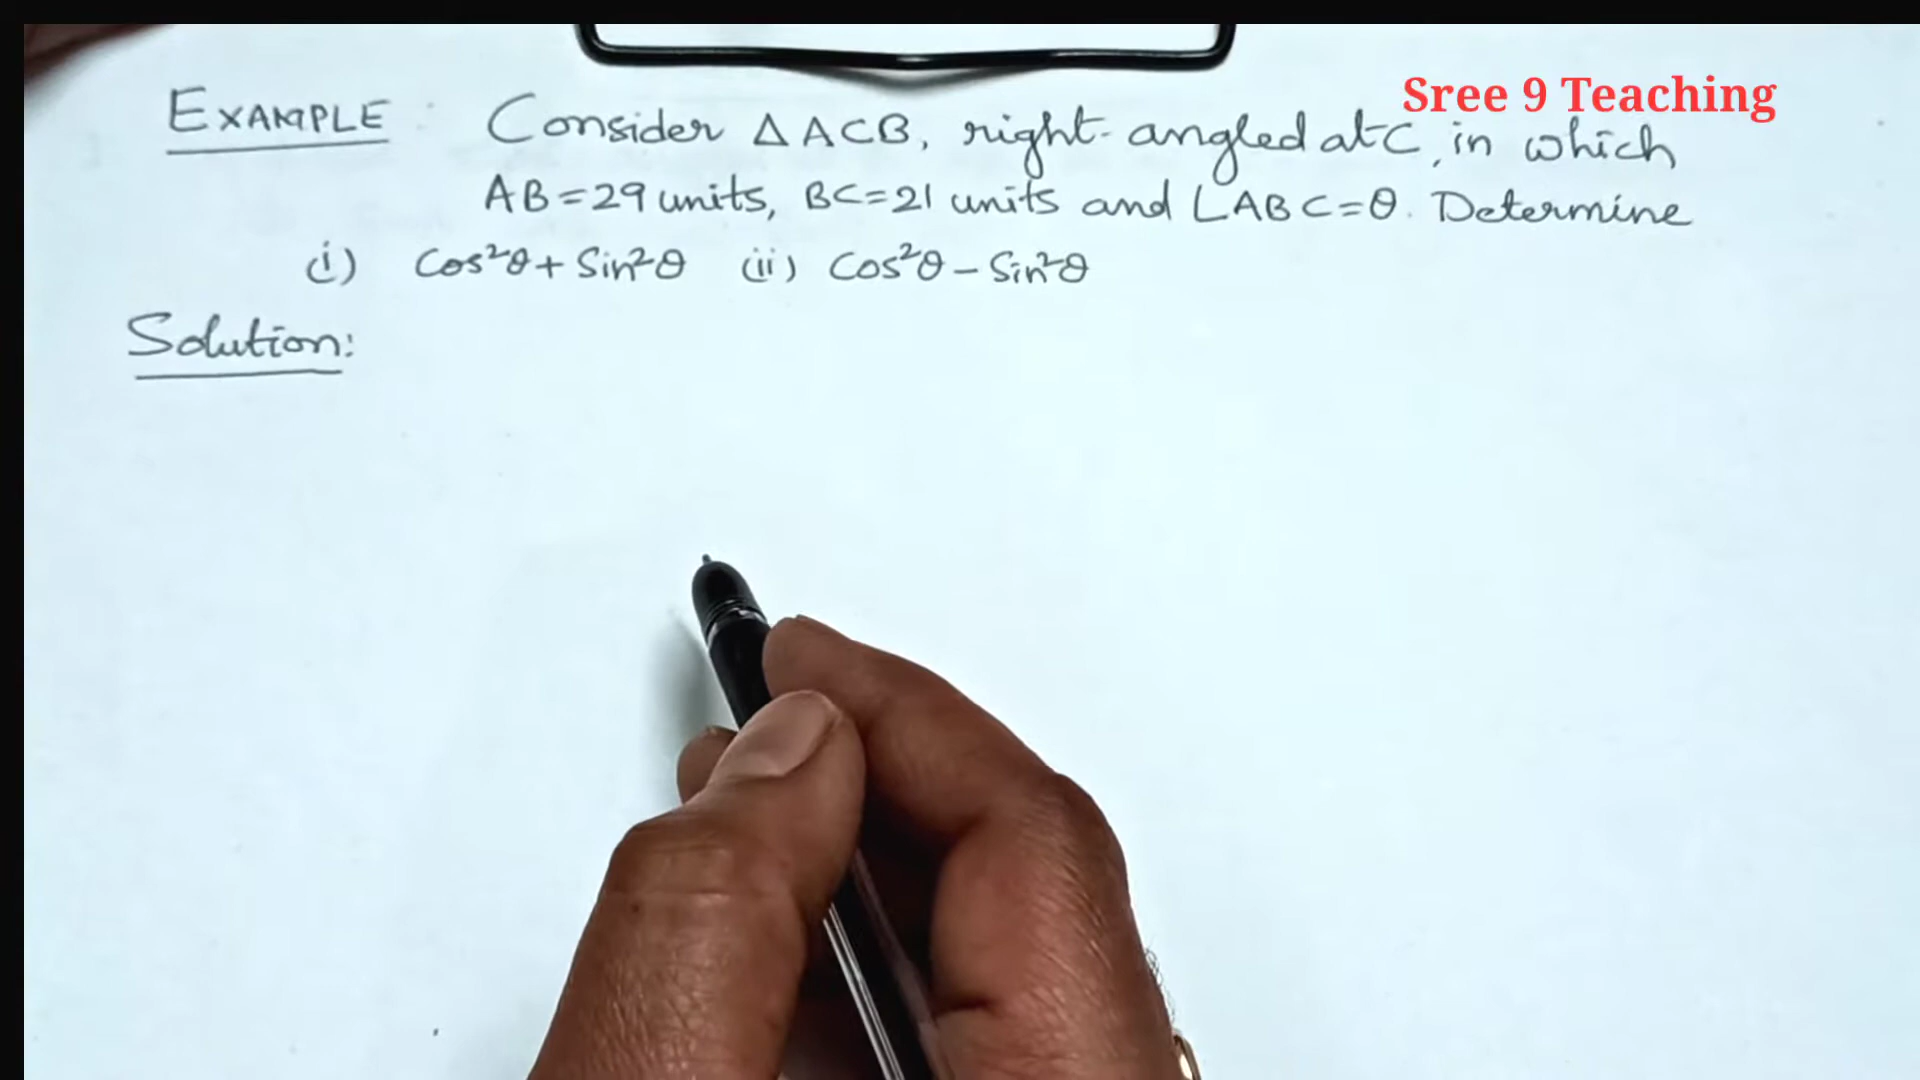 Sree 9 Teaching
EXAMPLE : Consider △ACB, right-angled at C, in which
AB=29 units, BC=21 units and ∠ABC=θ. Determine
(i) Cos²θ + Sin²θ (ii) Cos²θ - Sin²θ
Solution: